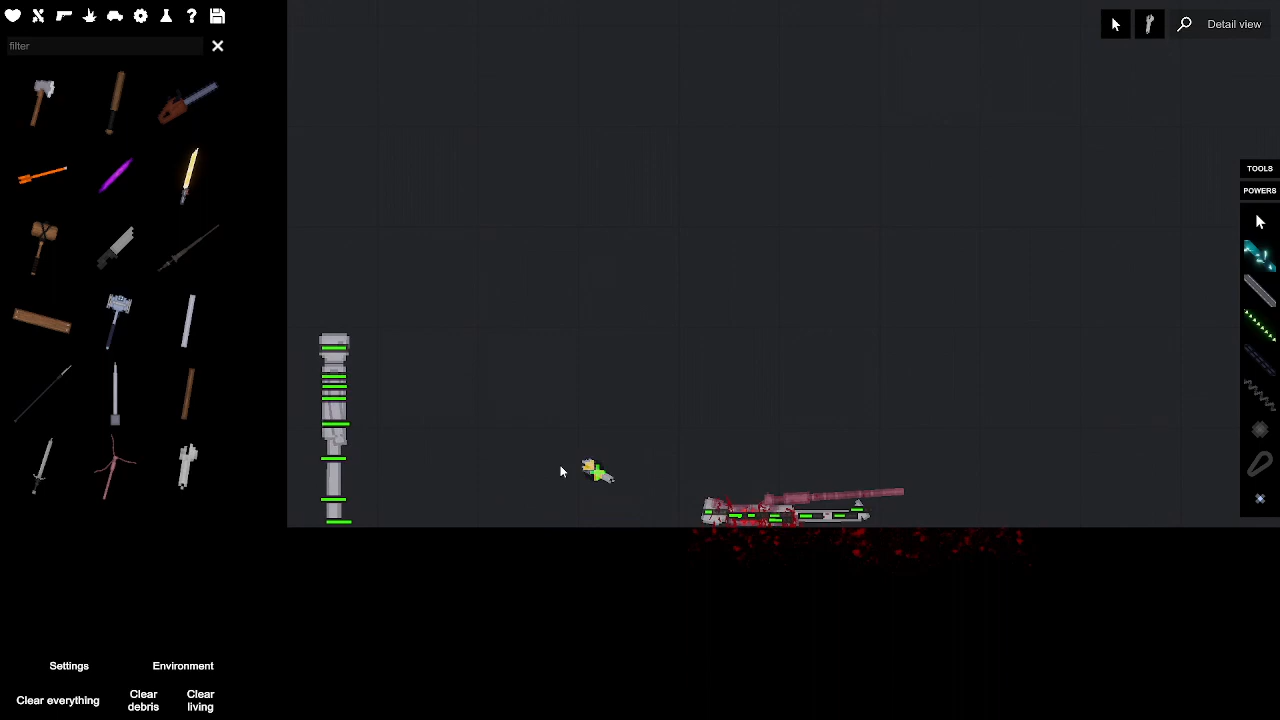 filter
Detail view
TOOLS
POWERS
Settings
Environment
Clear everything
Clear debris
Clear living